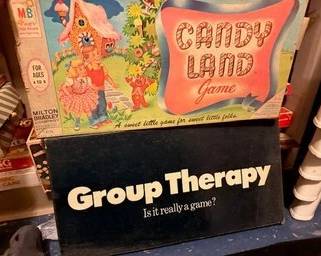 MB
CANDY
LAND
Game
FOR
AGES
4 to 8
MILTON
BRADLEY
A sweet little game for sweet little folks.
Group Therapy
Is it really a game?